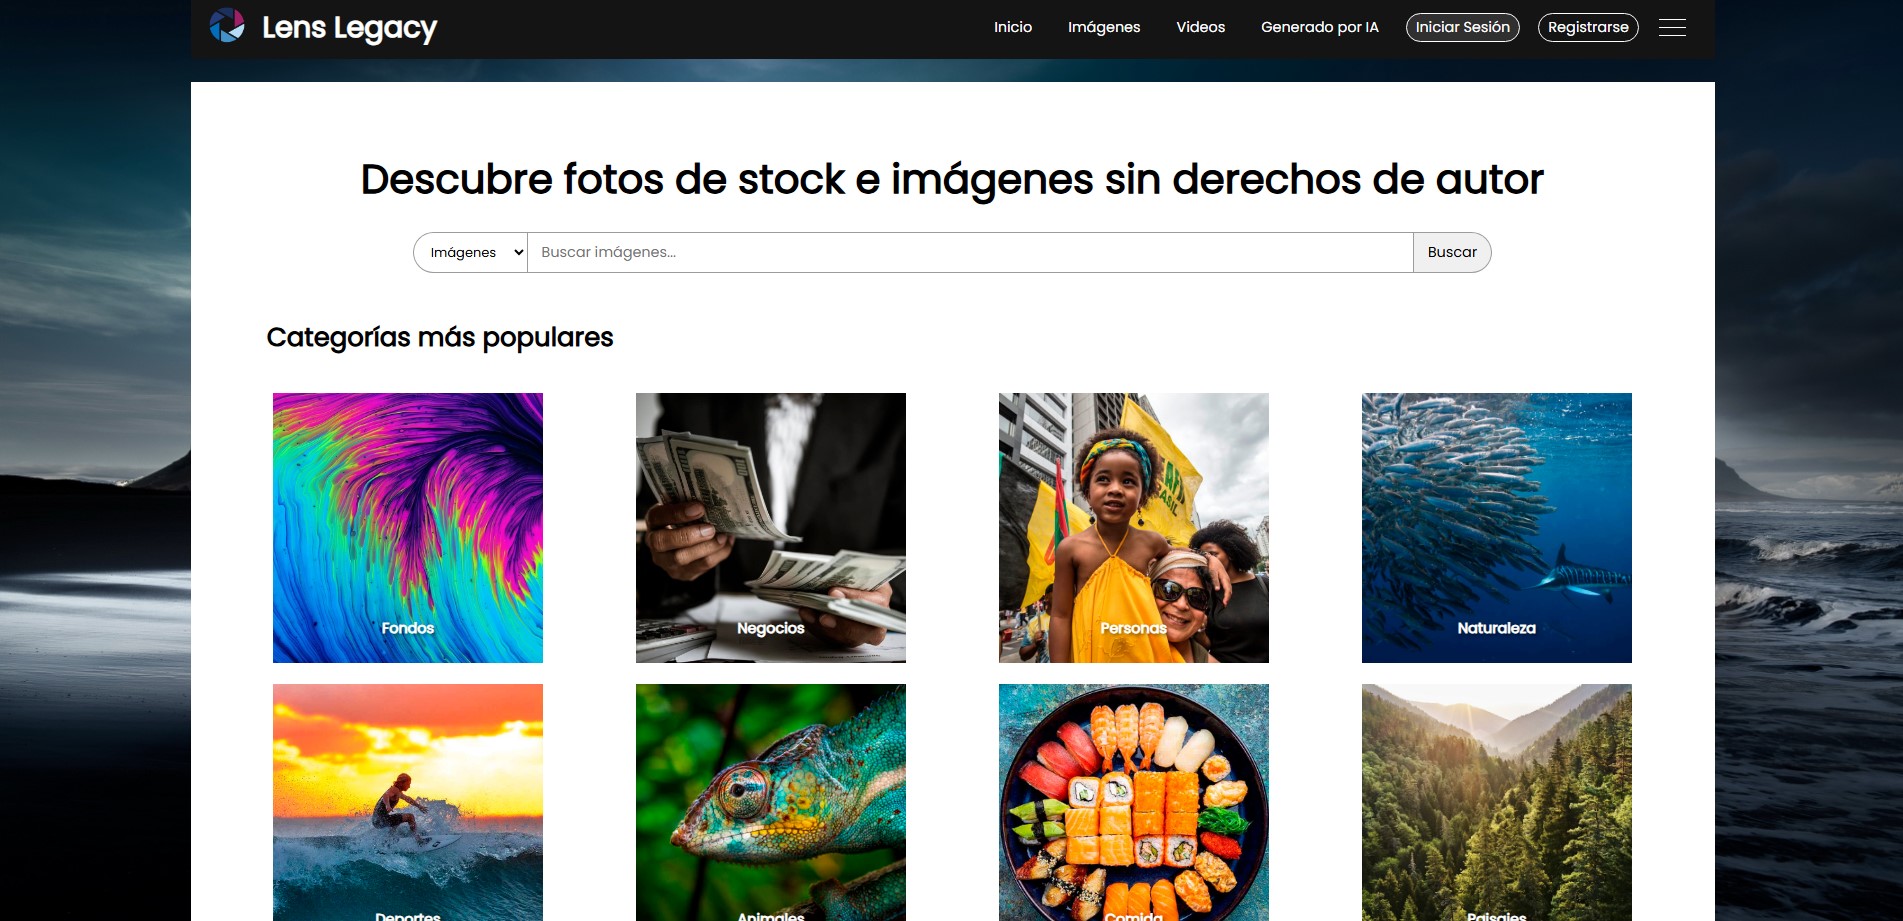 Lens Legacy
Inicio Imágenes Videos Generado por IA Iniciar Sesión Registrarse
Descubre fotos de stock e imágenes sin derechos de autor
Imágenes Buscar imágenes... Buscar
Categorías más populares
Fondos Negocios Personas Naturaleza
Deportes Animales Comida Paisajes